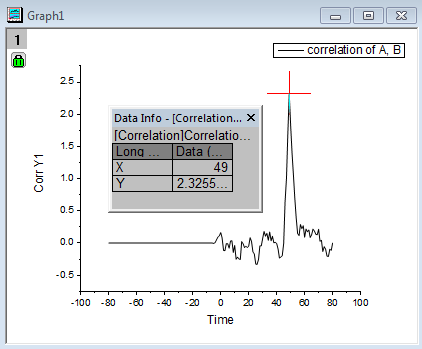 Graph1
1
correlation of A, B
2.5
2.0
1.5
1.0
0.5
0.0
-0.5
Corr Y1
Data Info - [Correlation...
[Correlation]Correlatio...
Long ... Data (...
X 49
Y 2.3255...
-100 -80 -60 -40 -20 0 20 40 60 80 100
Time